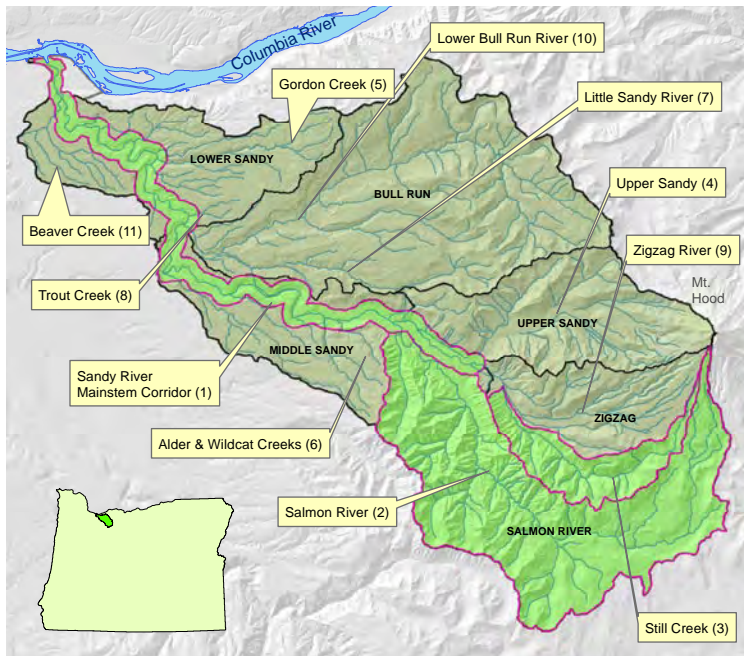 Columbia River
Lower Bull Run River (10)
Gordon Creek (5)
Little Sandy River (7)
LOWER SANDY
BULL RUN
Upper Sandy (4)
Beaver Creek (11)
Zigzag River (9)
Trout Creek (8)
Mt.
Hood
UPPER SANDY
MIDDLE SANDY
Sandy River
Mainstem Corridor (1)
ZIGZAG
Alder & Wildcat Creeks (6)
Salmon River (2)
SALMON RIVER
Still Creek (3)